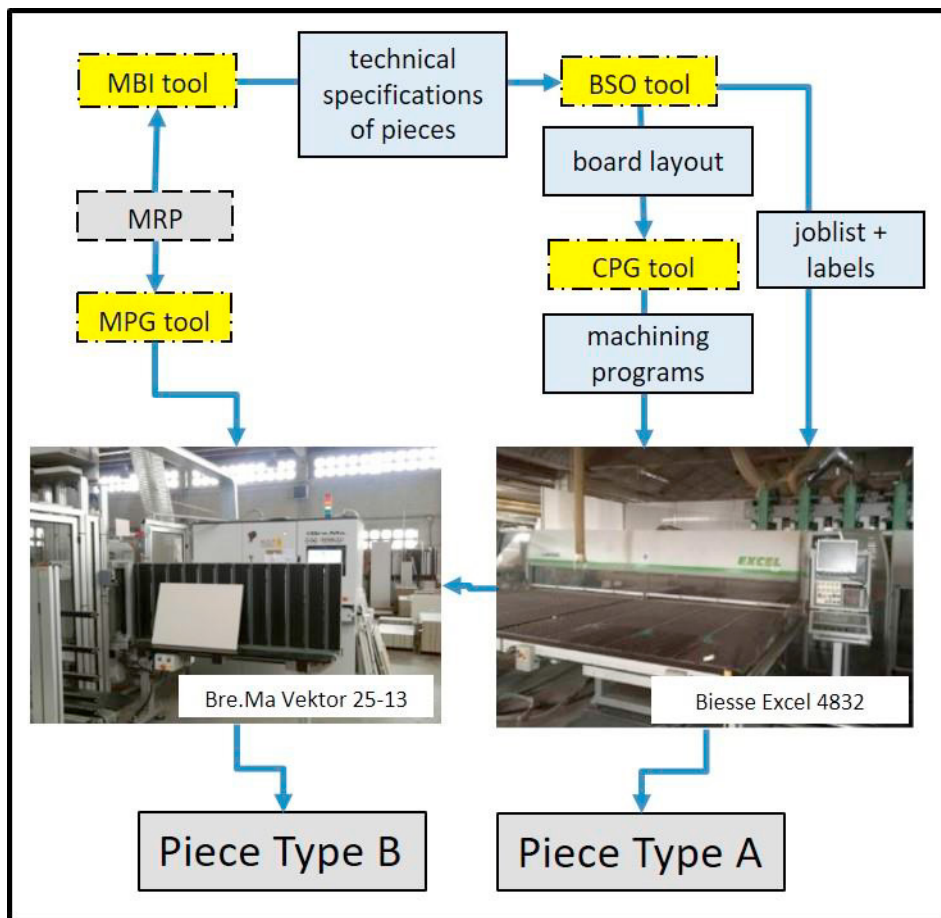 MBI tool
technical
specifications
of pieces
BSO tool
board layout
MRP
joblist +
labels
CPG tool
MPG tool
machining
programs
EXCEL
Bre.Ma Vektor 25-13
Biesse Excel 4832
Piece Type B
Piece Type A